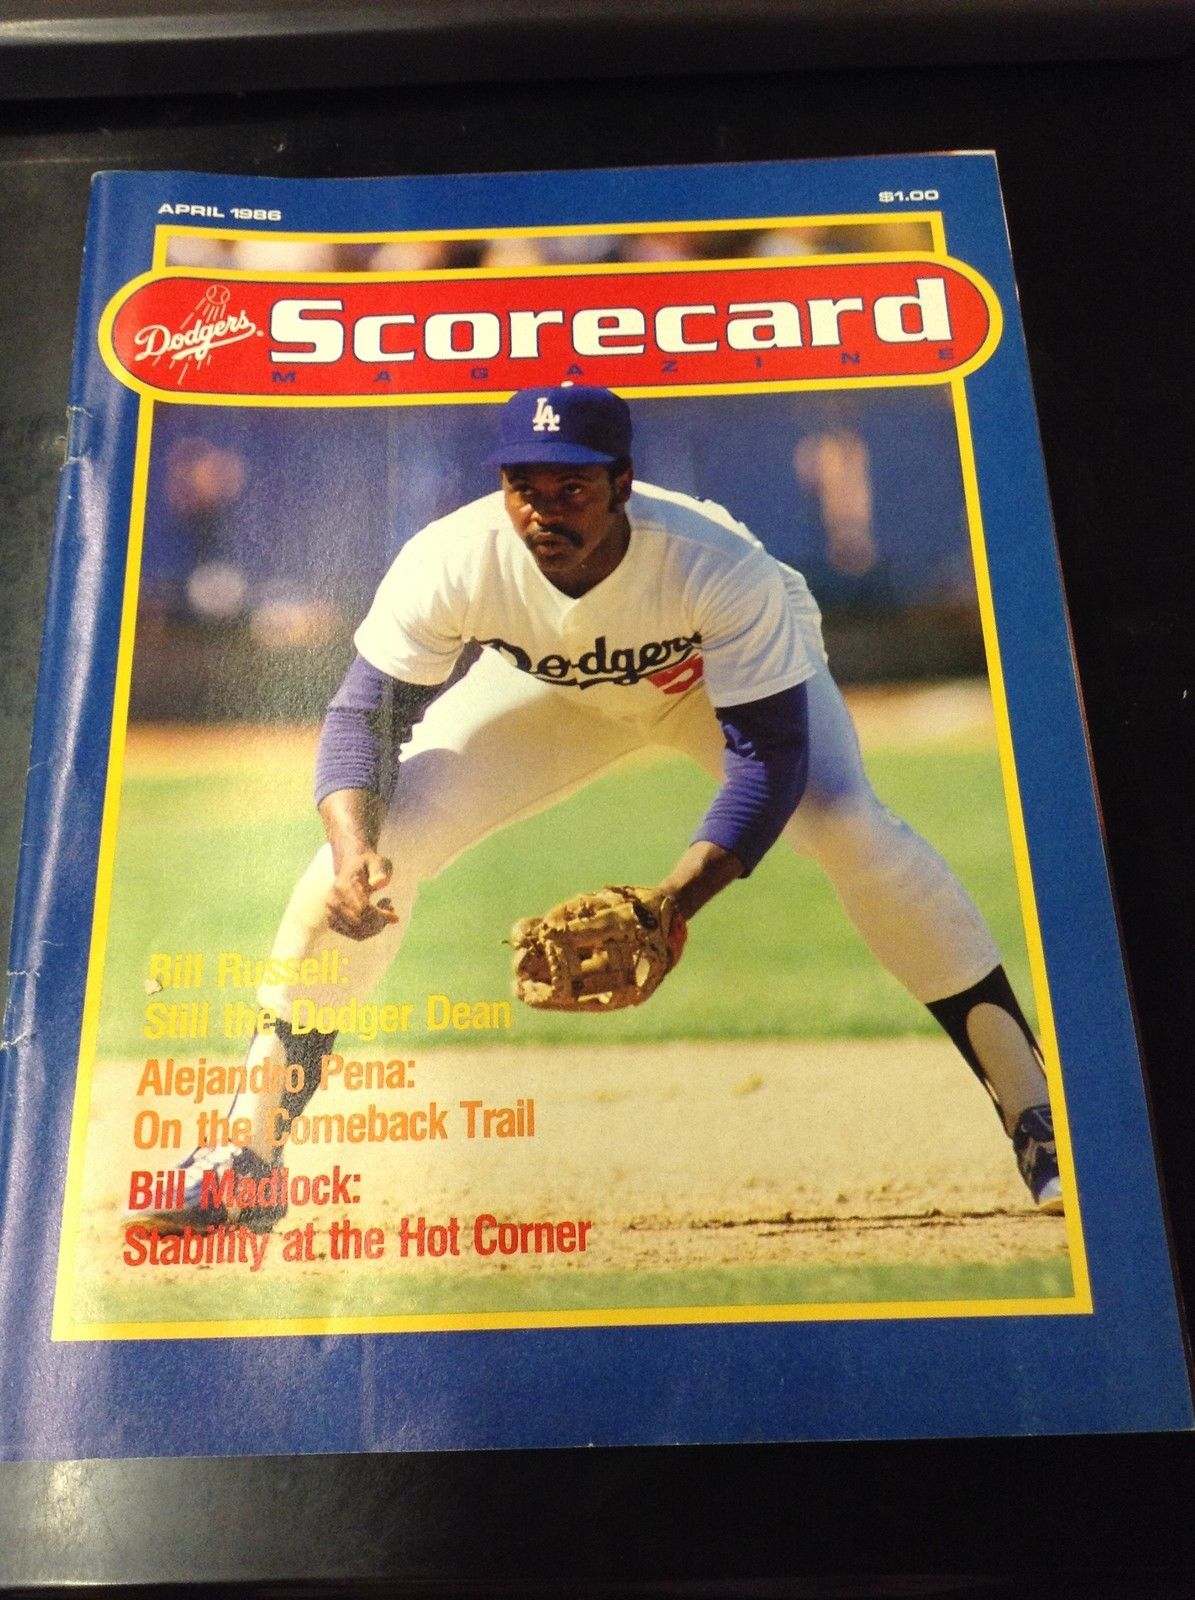 APRIL 1986
$1.00
Dodgers
Scorecard
MAGAZINE
LA
Dodgers
5
Bill Russell:
Still the Dodger Dean
Alejandro Pena:
On the Comeback Trail
Bill Madlock:
Stability at the Hot Corner